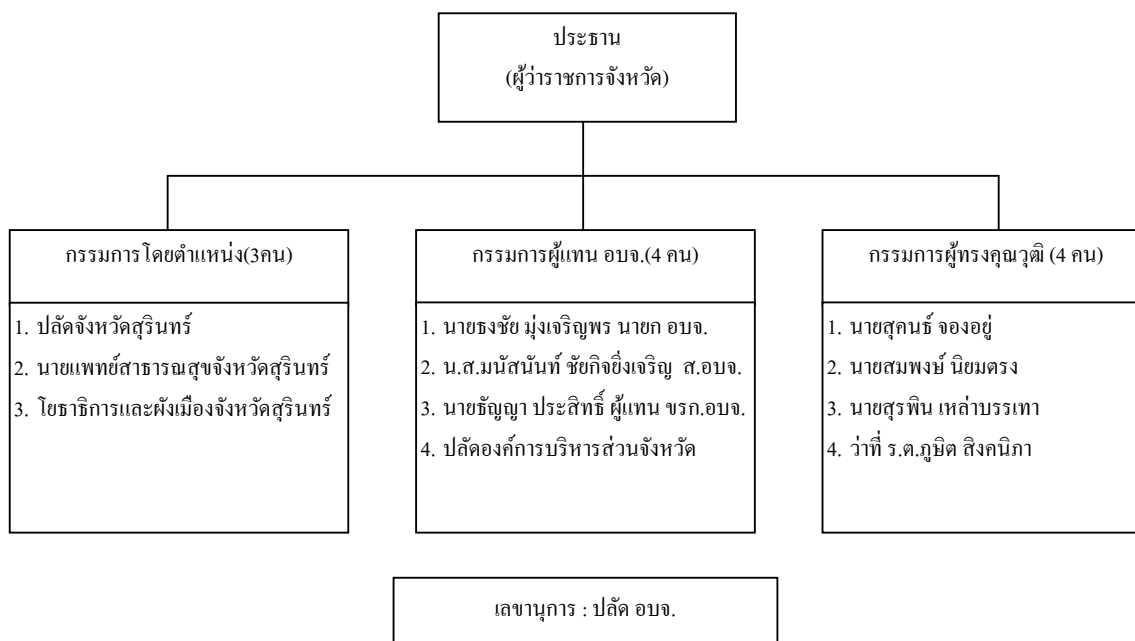 ประธาน
(ผู้ว่าราชการจังหวัด)
กรรมการโดยตำแหน่ง(3คน)
1. ปลัดจังหวัดสุรินทร์
2. นายแพทย์สาธารณสุขจังหวัดสุรินทร์
3. โยธาธิการและผังเมืองจังหวัดสุรินทร์
กรรมการผู้แทน อบจ.(4 คน)
1. นายธงชัย มุ่งเจริญพร นายก อบจ.
2. น.ส.มนัสนันท์ ชัยกิจยิ่งเจริญ ส.อบจ.
3. นายธัญญา ประสิทธิ์ ผู้แทน ขรก.อบจ.
4. ปลัดองค์การบริหารส่วนจังหวัด
กรรมการผู้ทรงคุณวุฒิ (4 คน)
1. นายสุคนธ์ จองอยู่
2. นายสมพงษ์ นิยมตรง
3. นายสุรพิน เหล่าบรรเทา
4. ว่าที่ ร.ต.ภูษิต สิงคนิภา
เลขานุการ : ปลัด อบจ.